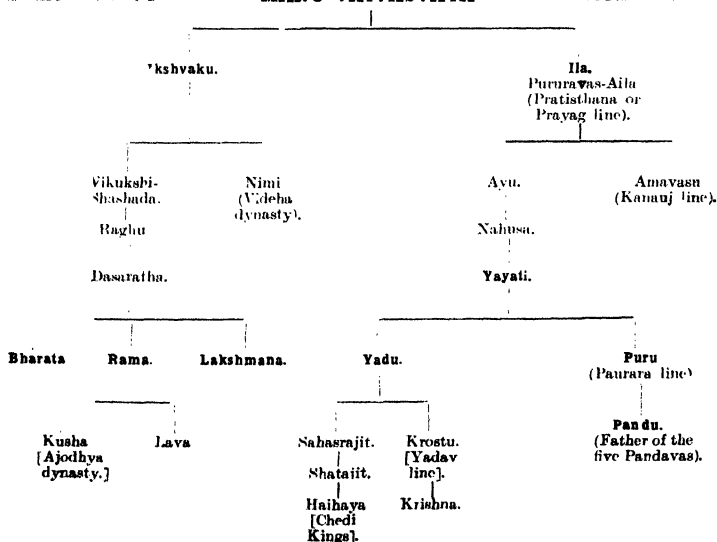 kshvaku.
Ila.
Pururavas-Aila
(Pratisthana or
Prayag line).
Vikukshi-
Shashada.
Nimi
(Videha
dynasty).
Ayu.
Amavasu
(Kanauj line).
Raghu
Nahusa.
Dasaratha.
Yayati.
Bharata
Rama.
Lakshmana.
Yadu.
Puru
(Paurara line)
Kusha
[Ajodhya
dynasty.]
Lava
Sahasrajit.
Krostu.
[Yadav
line].
Pandu.
(Father of the
five Pandavas).
Shatajit.
Haihaya
[Chedi
Kings].
Krishna.